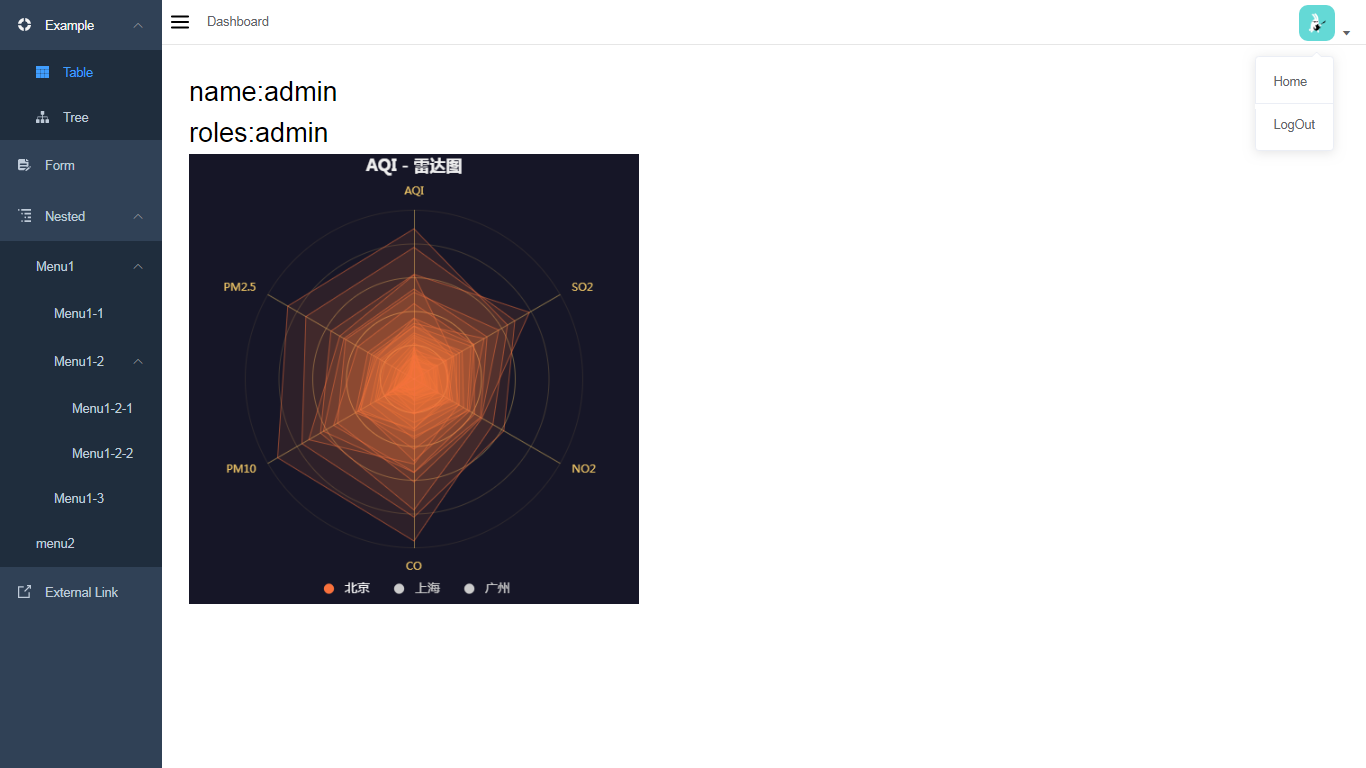 Example
Table
Tree
Form
Nested
Menu1
Menu1-1
Menu1-2
Menu1-2-1
Menu1-2-2
Menu1-3
menu2
External Link
Dashboard
Home
LogOut
name:admin
roles:admin
AQI - 雷达图
AQI
PM2.5
SO2
PM10
NO2
CO
北京 上海 广州